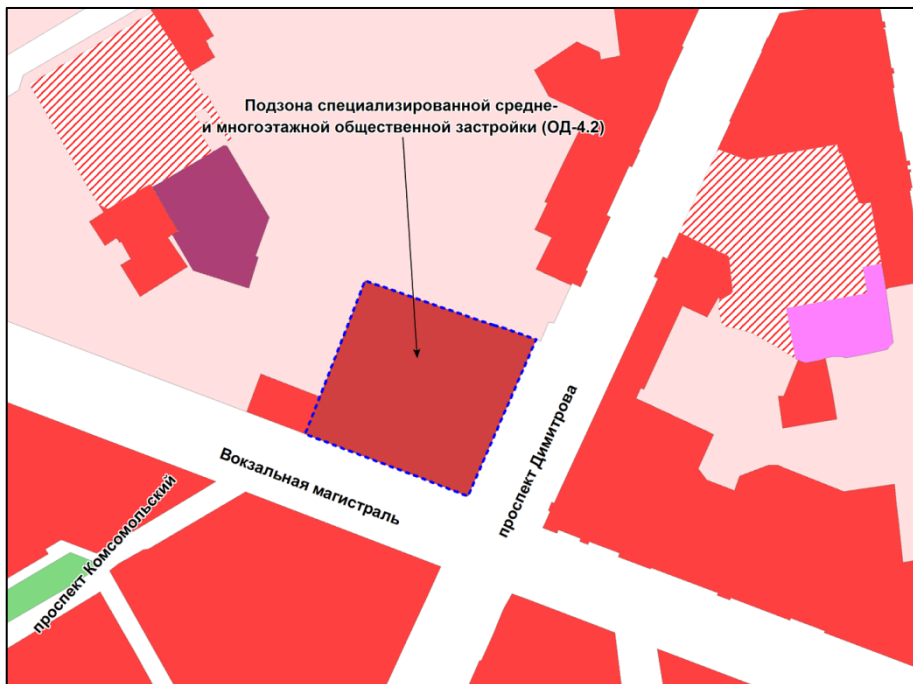 Подзона специализированной средне-
и многоэтажной общественной застройки (ОД-4.2)
проспект Димитрова
Вокзальная магистраль
проспект Комсомольский